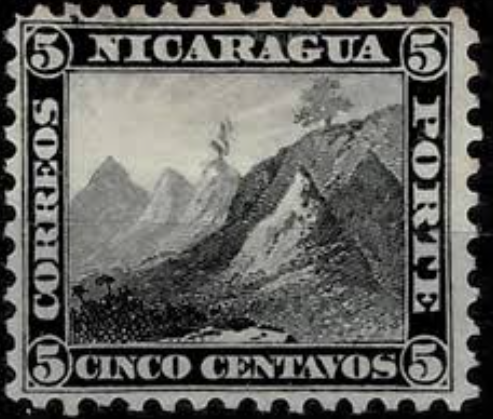 5 NICARAGUA 5
CORREOS
PORTE
5 CINCO CENTAVOS 5